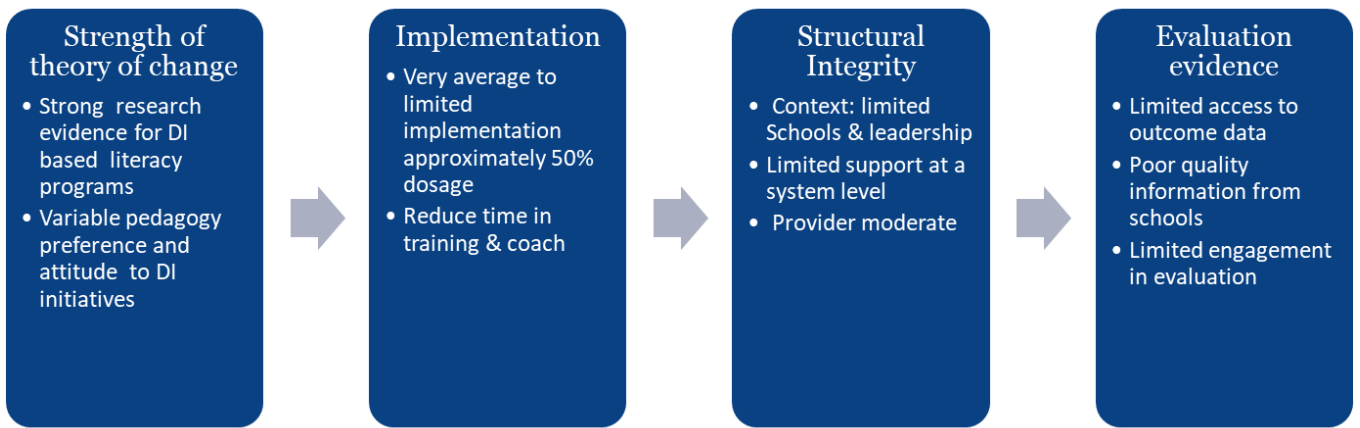 Strength of
theory of change
• Strong research
evidence for DI
based literacy
programs
• Variable pedagogy
preference and
attitude to DI
initiatives
Implementation
• Very average to
limited
implementation
approximately 50%
dosage
• Reduce time in
training & coach
Structural
Integrity
• Context: limited
Schools & leadership
• Limited support at a
system level
• Provider moderate
Evaluation
evidence
• Limited access to
outcome data
• Poor quality
information from
schools
• Limited engagement
in evaluation